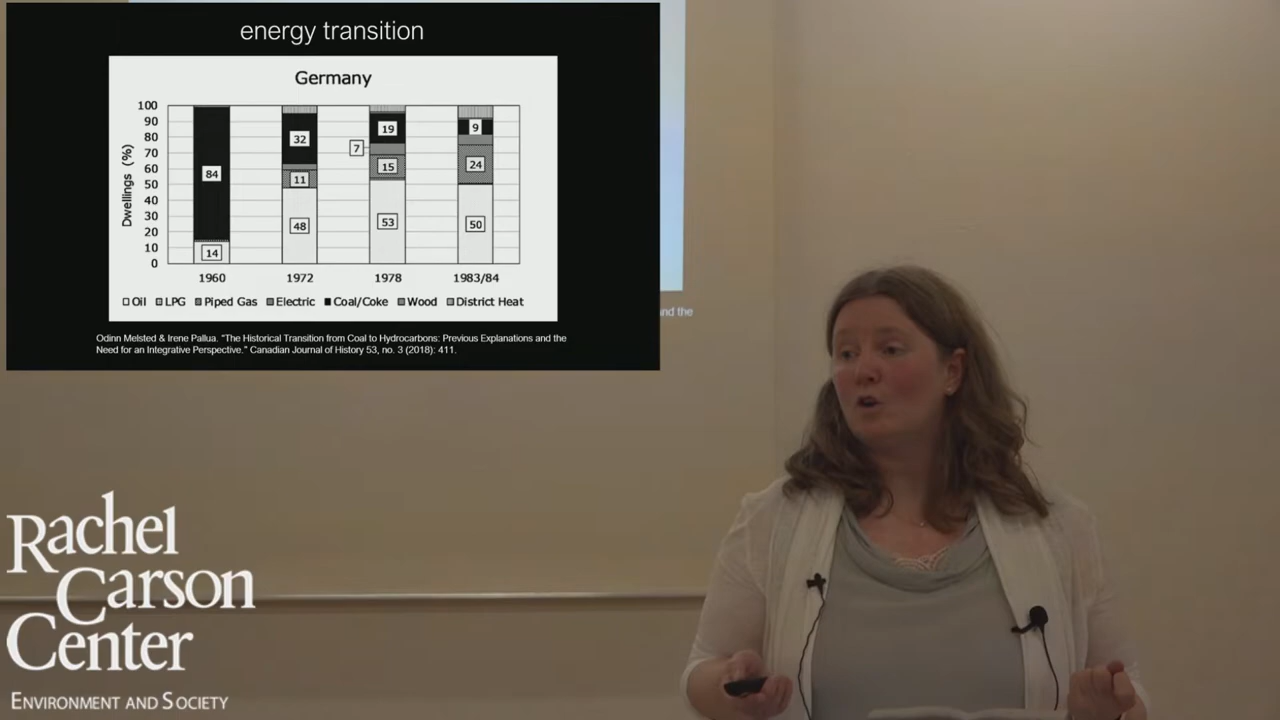 energy transition
Germany
Dwellings (%)
100
90
80
70
60
50
40
30
20
10
0
84
14
32
11
48
7
19
15
53
9
24
50
1960 1972 1978 1983/84
Oil LPG Piped Gas Electric Coal/Coke Wood District Heat
Odinn Melsted & Irene Pallua. "The Historical Transition from Coal to Hydrocarbons: Previous Explanations and the
Need for an Integrative Perspective." Canadian Journal of History 53, no. 3 (2018): 411.
and the
Rachel
Carson
Center
ENVIRONMENT AND SOCIETY